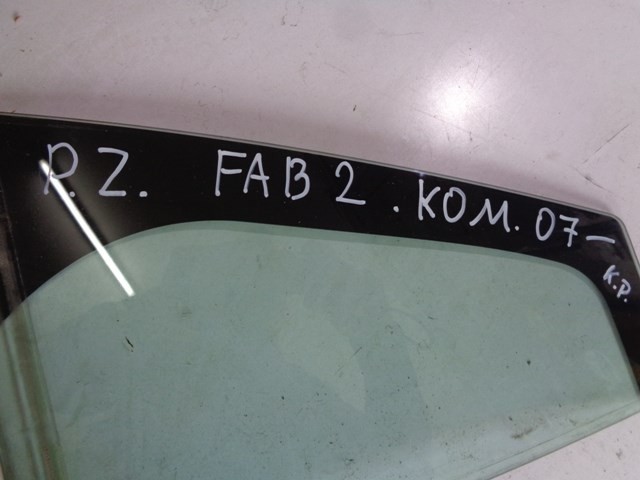 P.Z. FAB 2. KOM. 07-
K.P.